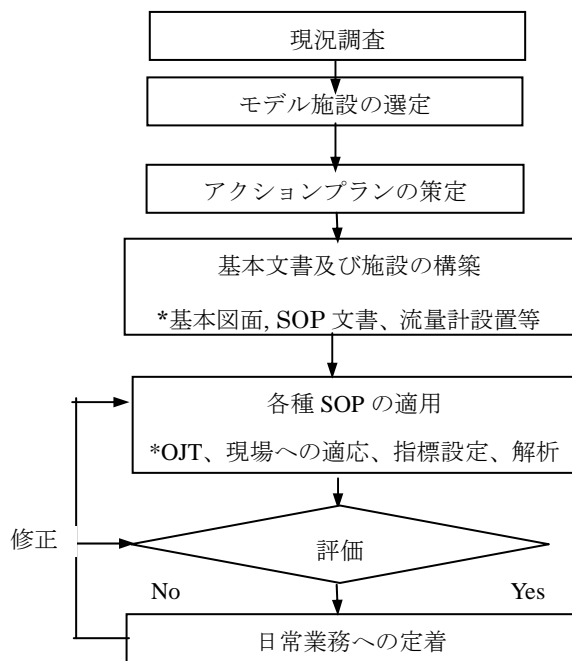 現況調査
モデル施設の選定
アクションプランの策定
基本文書及び施設の構築
*基本図面, SOP 文書、流量計設置等
各種 SOP の適用
*OJT、現場への適応、指標設定、解析
修正
評価
No
Yes
日常業務への定着